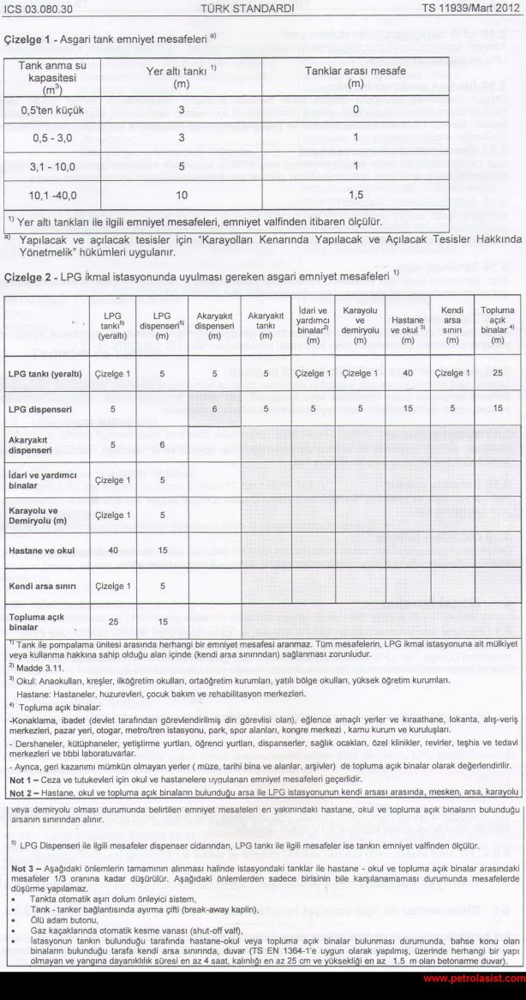 ICS 03.080.30 TÜRK STANDARDI TS 11939/Mart 2012
Çizelge 1 - Asgari tank emniyet mesafeleri a)
Tank anma su kapasitesi (m3) Yer altı tankı 1) (m) Tanklar arası mesafe (m)
0,5'ten küçük 3 0
0,5 - 3,0 3 1
3,1 - 10,0 5 1
10,1 -40,0 10 1,5
1) Yer altı tankları ile ilgili emniyet mesafeleri, emniyet valfinden itibaren ölçülür.
a) Yapılacak ve açılacak tesisler için “Karayolları Kenarında Yapılacak ve Açılacak Tesisler Hakkında
Yönetmelik” hükümleri uygulanır.
Çizelge 2 - LPG İkmal istasyonunda uyulması gereken asgari emniyet mesafeleri 1)
LPG tankı5) (yeraltı) LPG dispenseri5) (m) Akaryakıt dispenseri (m) Akaryakıt tankı (m) İdari ve yardımcı binalar2) (m) Karayolu ve demiryolu (m) Hastane ve okul 3) (m) Kendi arsa sınırı (m) Topluma açık binalar 4) (m)
LPG tankı (yeraltı) Çizelge 1 5 5 5 Çizelge 1 Çizelge 1 40 Çizelge 1 25
LPG dispenseri 5 6 5 5 5 15 5 15
Akaryakıt dispenseri 5 6
İdari ve yardımcı binalar Çizelge 1 5
Karayolu ve Demiryolu (m) Çizelge 1 5
Hastane ve okul 40 15
Kendi arsa sınırı Çizelge 1 5
Topluma açık binalar 25 15
1) Tank ile pompalama ünitesi arasında herhangi bir emniyet mesafesi aranmaz. Tüm mesafelerin, LPG ikmal istasyonuna ait mülkiyet
veya kullanma hakkına sahip olduğu alan içinde (kendi arsa sınırından) sağlanması zorunludur.
2) Madde 3.11.
3) Okul: Anaokulları, kreşler, ilköğretim okulları, ortaöğretim kurumları, yatılı bölge okulları, yüksek öğretim kurumları.
Hastane: Hastaneler, huzurevleri, çocuk bakım ve rehabilitasyon merkezleri.
4) Topluma açık binalar:
-Konaklama, ibadet (devlet tarafından görevlendirilmiş din görevlisi olan), eğlence amaçlı yerler ve kıraathane, lokanta, alış-veriş
merkezleri, pazar yeri, otogar, metro/tren istasyonu, park, spor alanları, kongre merkezi , kamu kurum ve kuruluşları.
- Dershaneler, kütüphaneler, yetiştirme yurtları, öğrenci yurtları, dispanserler, sağlık ocakları, özel klinikler, revirler, teşhis ve tedavi
merkezleri ve tıbbi laboratuvarlar.
- Ayrıca, geri kazanımı mümkün olmayan yerler ( müze, tarihi bina ve alanlar, arşivler) de topluma açık binalar olarak değerlendirilir.
Not 1 – Ceza ve tutukevleri için okul ve hastanelere uygulanan emniyet mesafeleri geçerlidir.
Not 2 – Hastane, okul ve topluma açık binaların bulunduğu arsa ile LPG istasyonunun kendi arsası arasında, mesken, arsa, karayolu
veya demiryolu olması durumunda belirtilen emniyet mesafeleri en yakınındaki hastane, okul ve topluma açık binaların bulunduğu
arsanın sınırından alınır.
5) LPG Dispenseri ile ilgili mesafeler dispenser cidarından, LPG tankı ile ilgili mesafeler ise tankın emniyet valfinden ölçülür.
Not 3 – Aşağıdaki önlemlerin tamamının alınması halinde istasyondaki tanklar ile hastane - okul ve topluma açık binalar arasındaki
mesafeler 1/3 oranına kadar düşürülür. Aşağıdaki önlemlerden sadece birisinin bile karşılanamaması durumunda mesafelerde
düşürme yapılamaz.
• Tankta otomatik aşırı dolum önleyici sistem,
• Tank - tanker bağlantısında ayırma çifti (break-away kaplin),
• Ölü adam butonu,
• Gaz kaçaklarında otomatik kesme vanası (shut-off valf),
• İstasyonun tankın bulunduğu tarafında hastane-okul veya topluma açık binalar bulunması durumunda, bahse konu olan
binaların bulunduğu tarafa kendi arsa sınırında, duvar (TS EN 1364-1'e uygun olarak yapılmış, üzerinde herhangi bir yapı
olmayan ve yangına dayanıklılık süresi en az 4 saat, kalınlığı en az 25 cm ve yüksekliği en az 1.5 m olan betonarme duvar).
www.petrolasist.com